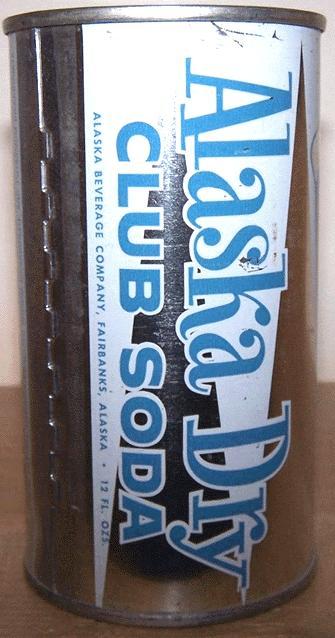 Alaska Dry
CLUB SODA
ALASKA BEVERAGE COMPANY, FAIRBANKS, ALASKA • 12 FL. OZS.